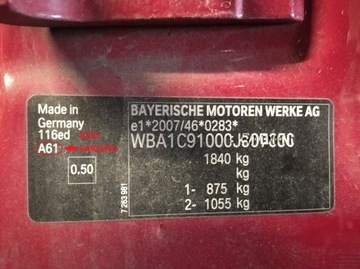 Made in
Germany
116ed
A61
0.50
7 263 981
BAYERISCHE MOTOREN WERKE AG
e1*2007/46*0283*
1840 kg
kg
1- 875 kg
2- 1055 kg